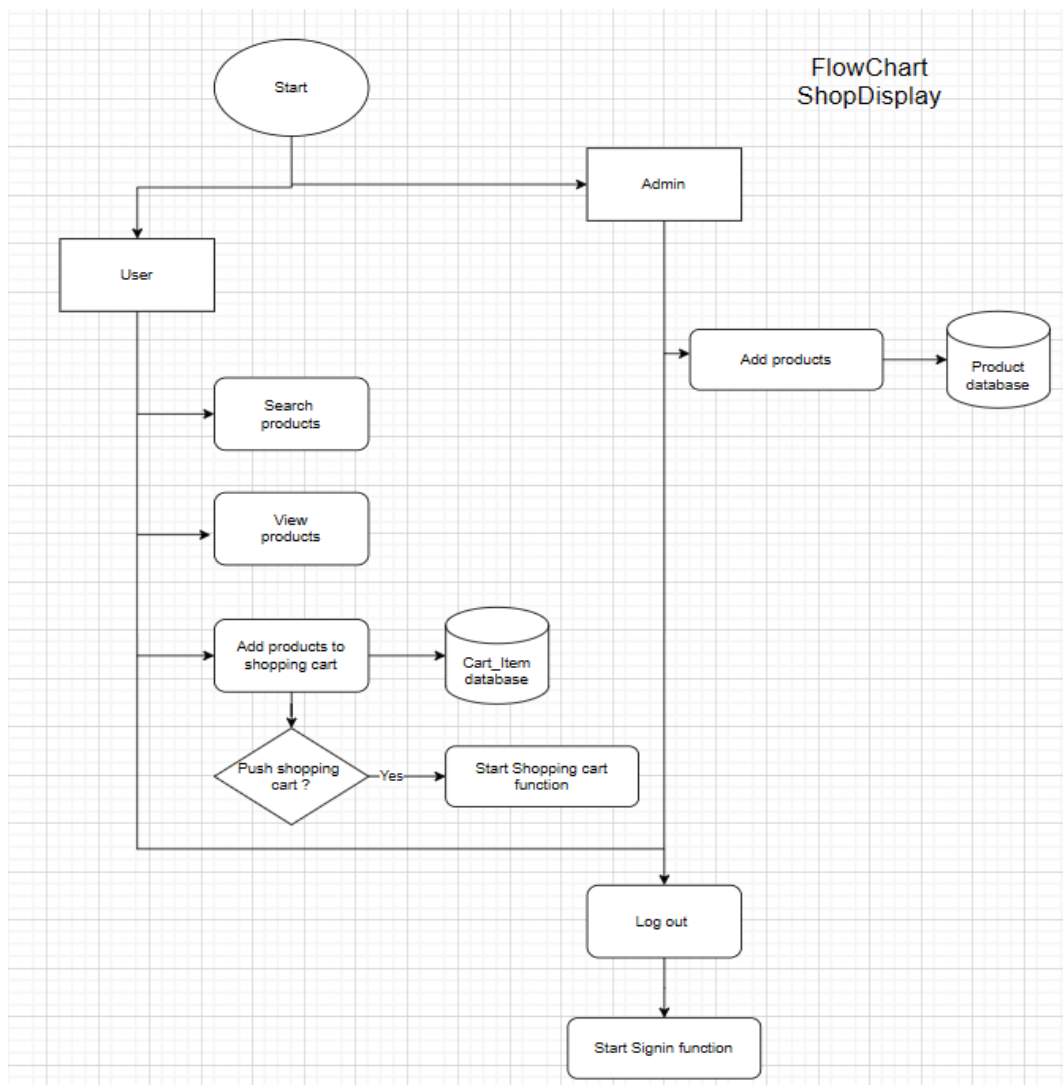 FlowChart
ShopDisplay
Start
Admin
User
Add products
Product
database
Search
products
View
products
Add products to
shopping cart
Cart_Item
database
Push shopping
cart ?
Yes
Start Shopping cart
function
Log out
Start Signin function